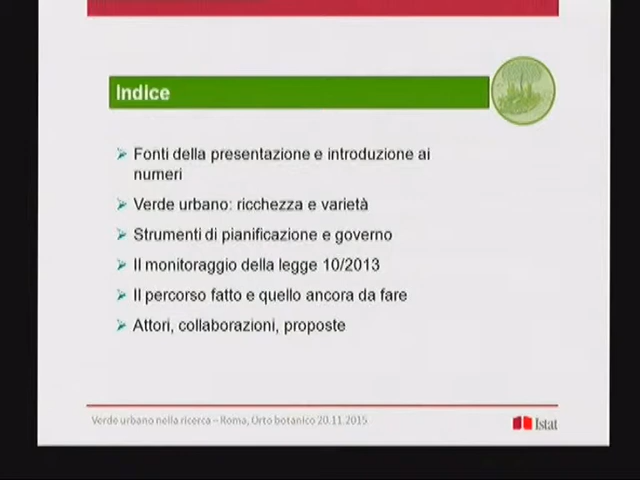 Indice
Fonti della presentazione e introduzione ai
numeri
Verde urbano: ricchezza e varietà
Strumenti di pianificazione e governo
Il monitoraggio della legge 10/2013
Il percorso fatto e quello ancora da fare
Attori, collaborazioni, proposte
Verde urbano nella ricerca – Roma, Orto botanico 20.11.2015
Istat